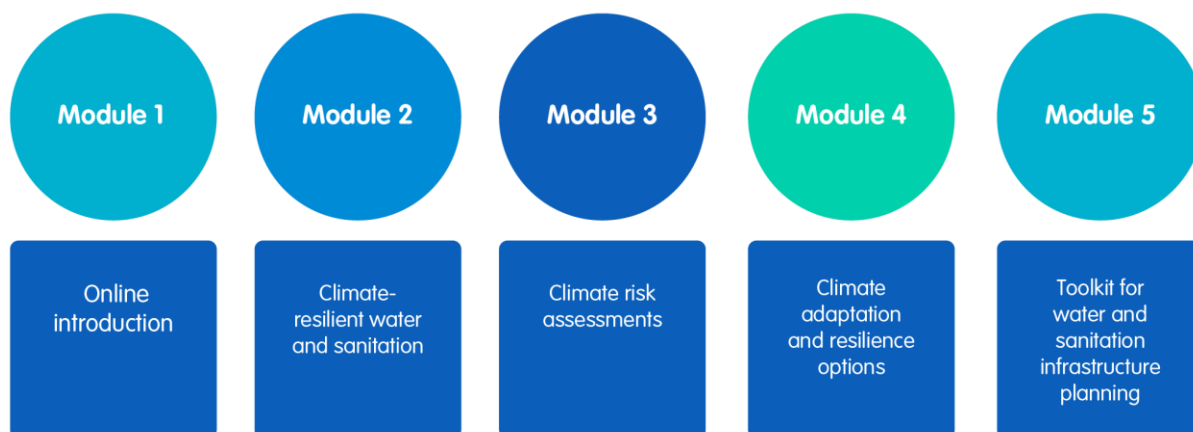 Module 1
Module 2
Module 3
Module 4
Module 5
Online
introduction
Climate-
resilient water
and sanitation
Climate risk
assessments
Climate
adaptation
and resilience
options
Toolkit for
water and
sanitation
infrastructure
planning